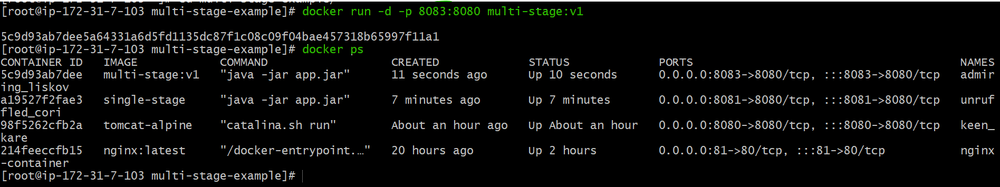 [root@ip-172-31-7-103 multi-stage-example]# docker run -d -p 8083:8080 multi-stage:v1
5c9d93ab7dee5a64331a6d5fd1135dc87f1c08c09f04bae457318b65997f11a1
[root@ip-172-31-7-103 multi-stage-example]# docker ps
CONTAINER ID   IMAGE            COMMAND                  CREATED             STATUS             PORTS                                       NAMES
5c9d93ab7dee   multi-stage:v1   "java -jar app.jar"      11 seconds ago      Up 10 seconds      0.0.0.0:8083->8080/tcp, :::8083->8080/tcp   admir
ing_liskov
a19527f2fae3   single-stage     "java -jar app.jar"      7 minutes ago       Up 7 minutes       0.0.0.0:8081->8080/tcp, :::8081->8080/tcp   unruf
fled_cori
98f5262cfb2a   tomcat-alpine    "catalina.sh run"        About an hour ago   Up About an hour   0.0.0.0:8080->8080/tcp, :::8080->8080/tcp   keen_
kare
214feeccfb15   nginx:latest     "/docker-entrypoint.…"   20 hours ago        Up 2 hours         0.0.0.0:81->80/tcp, :::81->80/tcp           nginx
-container
[root@ip-172-31-7-103 multi-stage-example]#